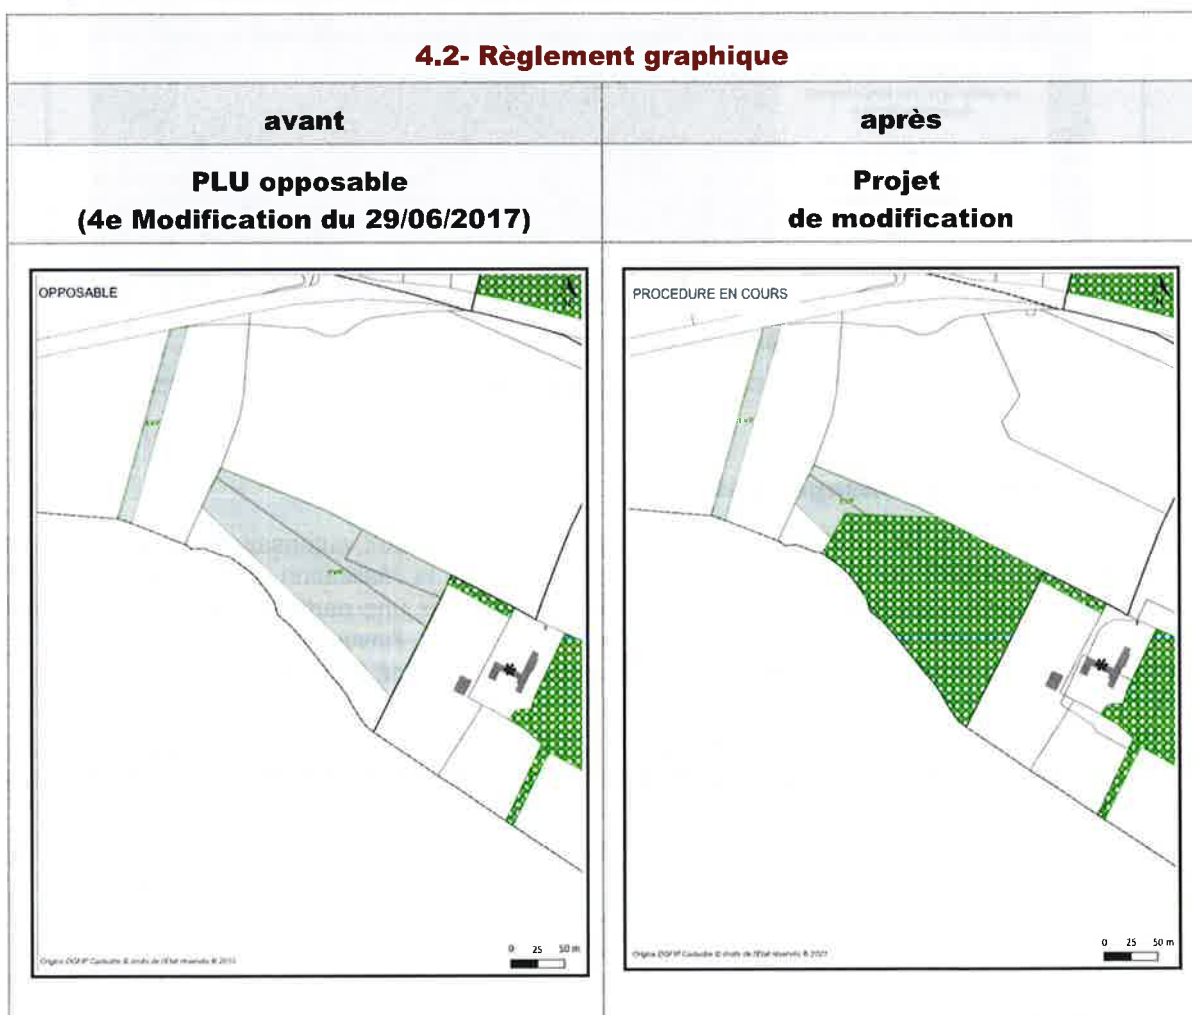 4.2- Règlement graphique
avant
après
PLU opposable
(4e Modification du 29/06/2017)
Projet
de modification
OPPOSABLE
0 25 50 m
PROCEDURE EN COURS
0 25 50 m